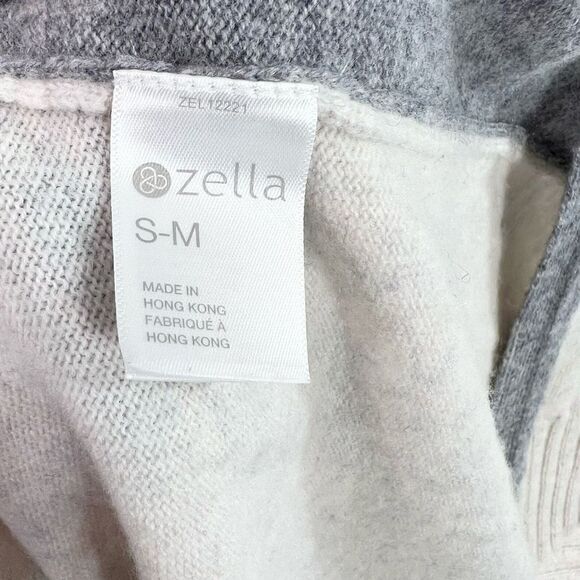 ZEL12221
zella
S-M
MADE IN
HONG KONG
FABRIQUÉ À
HONG KONG